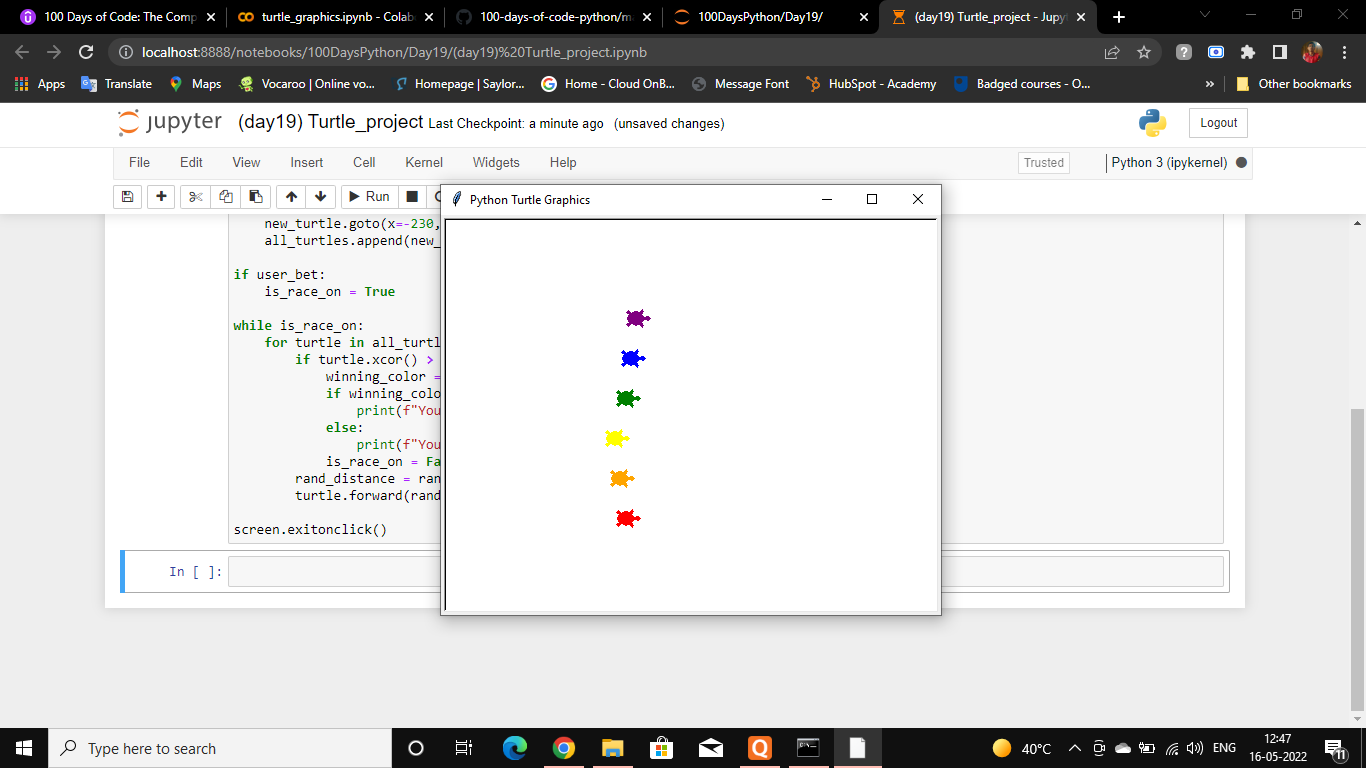 100 Days of Code: The Comp
turtle_graphics.ipynb - Colab
100-days-of-code-python/m
100DaysPython/Day19/
(day19) Turtle_project - Jupyt
localhost:8888/notebooks/100DaysPython/Day19/(day19)%20Turtle_project.ipynb
Apps
Translate
Maps
Vocaroo | Online vo...
Homepage | Saylor...
Home - Cloud OnB...
Message Font
HubSpot - Academy
Badged courses - O...
»
Other bookmarks
jupyter (day19) Turtle_project Last Checkpoint: a minute ago (unsaved changes)
Logout
File Edit View Insert Cell Kernel Widgets Help
Trusted
Python 3 (ipykernel)
Run
Python Turtle Graphics
new_turtle.goto(x=-230,
all_turtles.append(new_
if user_bet:
is_race_on = True
while is_race_on:
for turtle in all_turtl
if turtle.xcor() >
winning_color =
if winning_colo
print(f"You
else:
print(f"You
is_race_on = Fa
rand_distance = ran
turtle.forward(rand
screen.exitonclick()
In [ ]:
Type here to search
40°C
ENG
12:47
16-05-2022
11